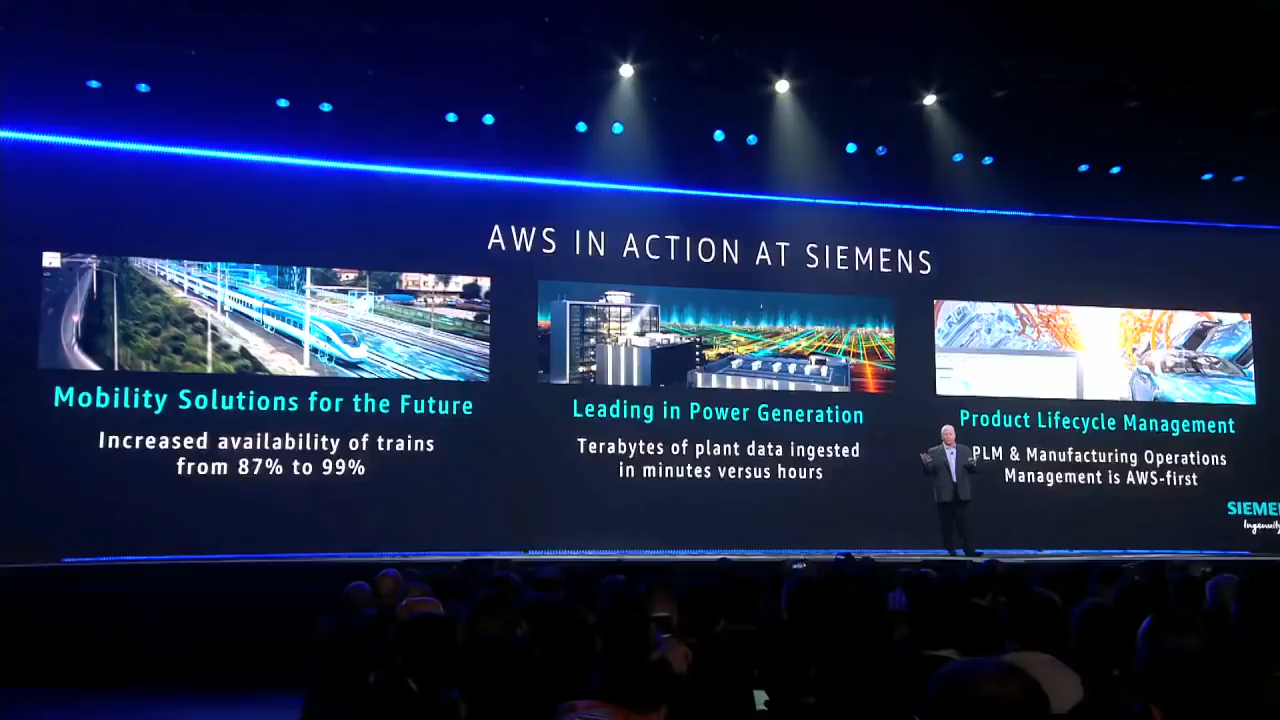 AWS IN ACTION AT SIEMENS
Mobility Solutions for the Future
Increased availability of trains
from 87% to 99%
Leading in Power Generation
Terabytes of plant data ingested
in minutes versus hours
Product Lifecycle Management
PLM & Manufacturing Operations
Management is AWS-first